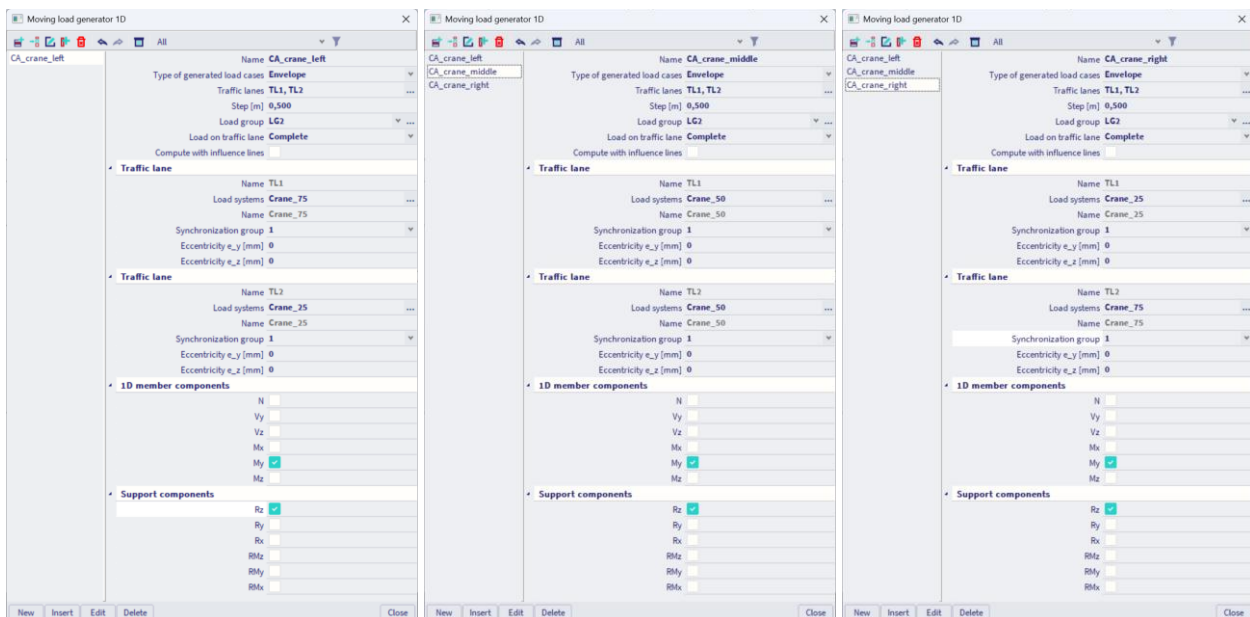 Moving load generator 1D
All
CA_crane_left
Name CA_crane_left
Type of generated load cases Envelope
Traffic lanes TL1, TL2 ...
Step [m] 0,500
Load group LG2 ...
Load on traffic lane Complete
Compute with influence lines
Traffic lane
Name TL1
Load systems Crane_75 ...
Name Crane_75
Synchronization group 1
Eccentricity e_y [mm] 0
Eccentricity e_z [mm] 0
Traffic lane
Name TL2
Load systems Crane_25 ...
Name Crane_25
Synchronization group 1
Eccentricity e_y [mm] 0
Eccentricity e_z [mm] 0
1D member components
N
Vy
Vz
Mx
My
Mz
Support components
Rz
Ry
Rx
RMz
RMy
RMx
New Insert Edit Delete Close
Moving load generator 1D
All
CA_crane_left
CA_crane_middle
CA_crane_right
Name CA_crane_middle
Type of generated load cases Envelope
Traffic lanes TL1, TL2 ...
Step [m] 0,500
Load group LG2 ...
Load on traffic lane Complete
Compute with influence lines
Traffic lane
Name TL1
Load systems Crane_50 ...
Name Crane_50
Synchronization group 1
Eccentricity e_y [mm] 0
Eccentricity e_z [mm] 0
Traffic lane
Name TL2
Load systems Crane_50 ...
Name Crane_50
Synchronization group 1
Eccentricity e_y [mm] 0
Eccentricity e_z [mm] 0
1D member components
N
Vy
Vz
Mx
My
Mz
Support components
Rz
Ry
Rx
RMz
RMy
RMx
New Insert Edit Delete Close
Moving load generator 1D
All
CA_crane_left
CA_crane_middle
CA_crane_right
Name CA_crane_right
Type of generated load cases Envelope
Traffic lanes TL1, TL2 ...
Step [m] 0,500
Load group LG2 ...
Load on traffic lane Complete
Compute with influence lines
Traffic lane
Name TL1
Load systems Crane_25 ...
Name Crane_25
Synchronization group 1
Eccentricity e_y [mm] 0
Eccentricity e_z [mm] 0
Traffic lane
Name TL2
Load systems Crane_75 ...
Name Crane_75
Synchronization group 1
Eccentricity e_y [mm] 0
Eccentricity e_z [mm] 0
1D member components
N
Vy
Vz
Mx
My
Mz
Support components
Rz
Ry
Rx
RMz
RMy
RMx
New Insert Edit Delete Close